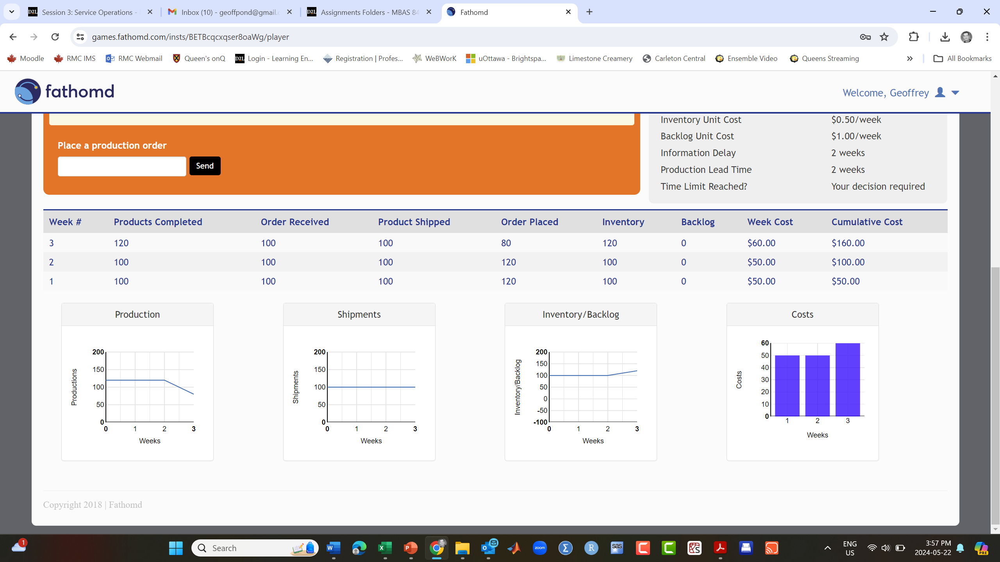 D2L Session 3: Service Operations -
Inbox (10) - geoffpond@gmail.c
D2L Assignments Folders - MBAS 84
Fathomd
games.fathomd.com/insts/BETBcqcxqser8oaWg/player
Moodle RMC IMS RMC Webmail Queen's onQ D2L Login - Learning En... Registration | Profes... WeBWorK uOttawa - Brightspa... Limestone Creamery Carleton Central Ensemble Video Queens Streaming » All Bookmarks
fathomd
Welcome, Geoffrey
Place a production order
Send
Inventory Unit Cost $0.50/week
Backlog Unit Cost $1.00/week
Information Delay 2 weeks
Production Lead Time 2 weeks
Time Limit Reached? Your decision required
Week # Products Completed Order Received Product Shipped Order Placed Inventory Backlog Week Cost Cumulative Cost
3 120 100 100 80 120 0 $60.00 $160.00
2 100 100 100 120 100 0 $50.00 $100.00
1 100 100 100 120 100 0 $50.00 $50.00
Production
Productions
200
150
100
50
0
0 1 2 3
Weeks
Shipments
Shipments
200
150
100
50
0
0 1 2 3
Weeks
Inventory/Backlog
Inventory/Backlog
200
150
100
50
0
-50
-100
0 1 2 3
Weeks
Costs
Costs
60
50
40
30
20
10
0
1 2 3
Weeks
Copyright 2018 | Fathomd
1
Search
W
X
P
O
zoom
Σ
R
sas
C
C
ENG
US
3:57 PM
2024-05-22
PRE